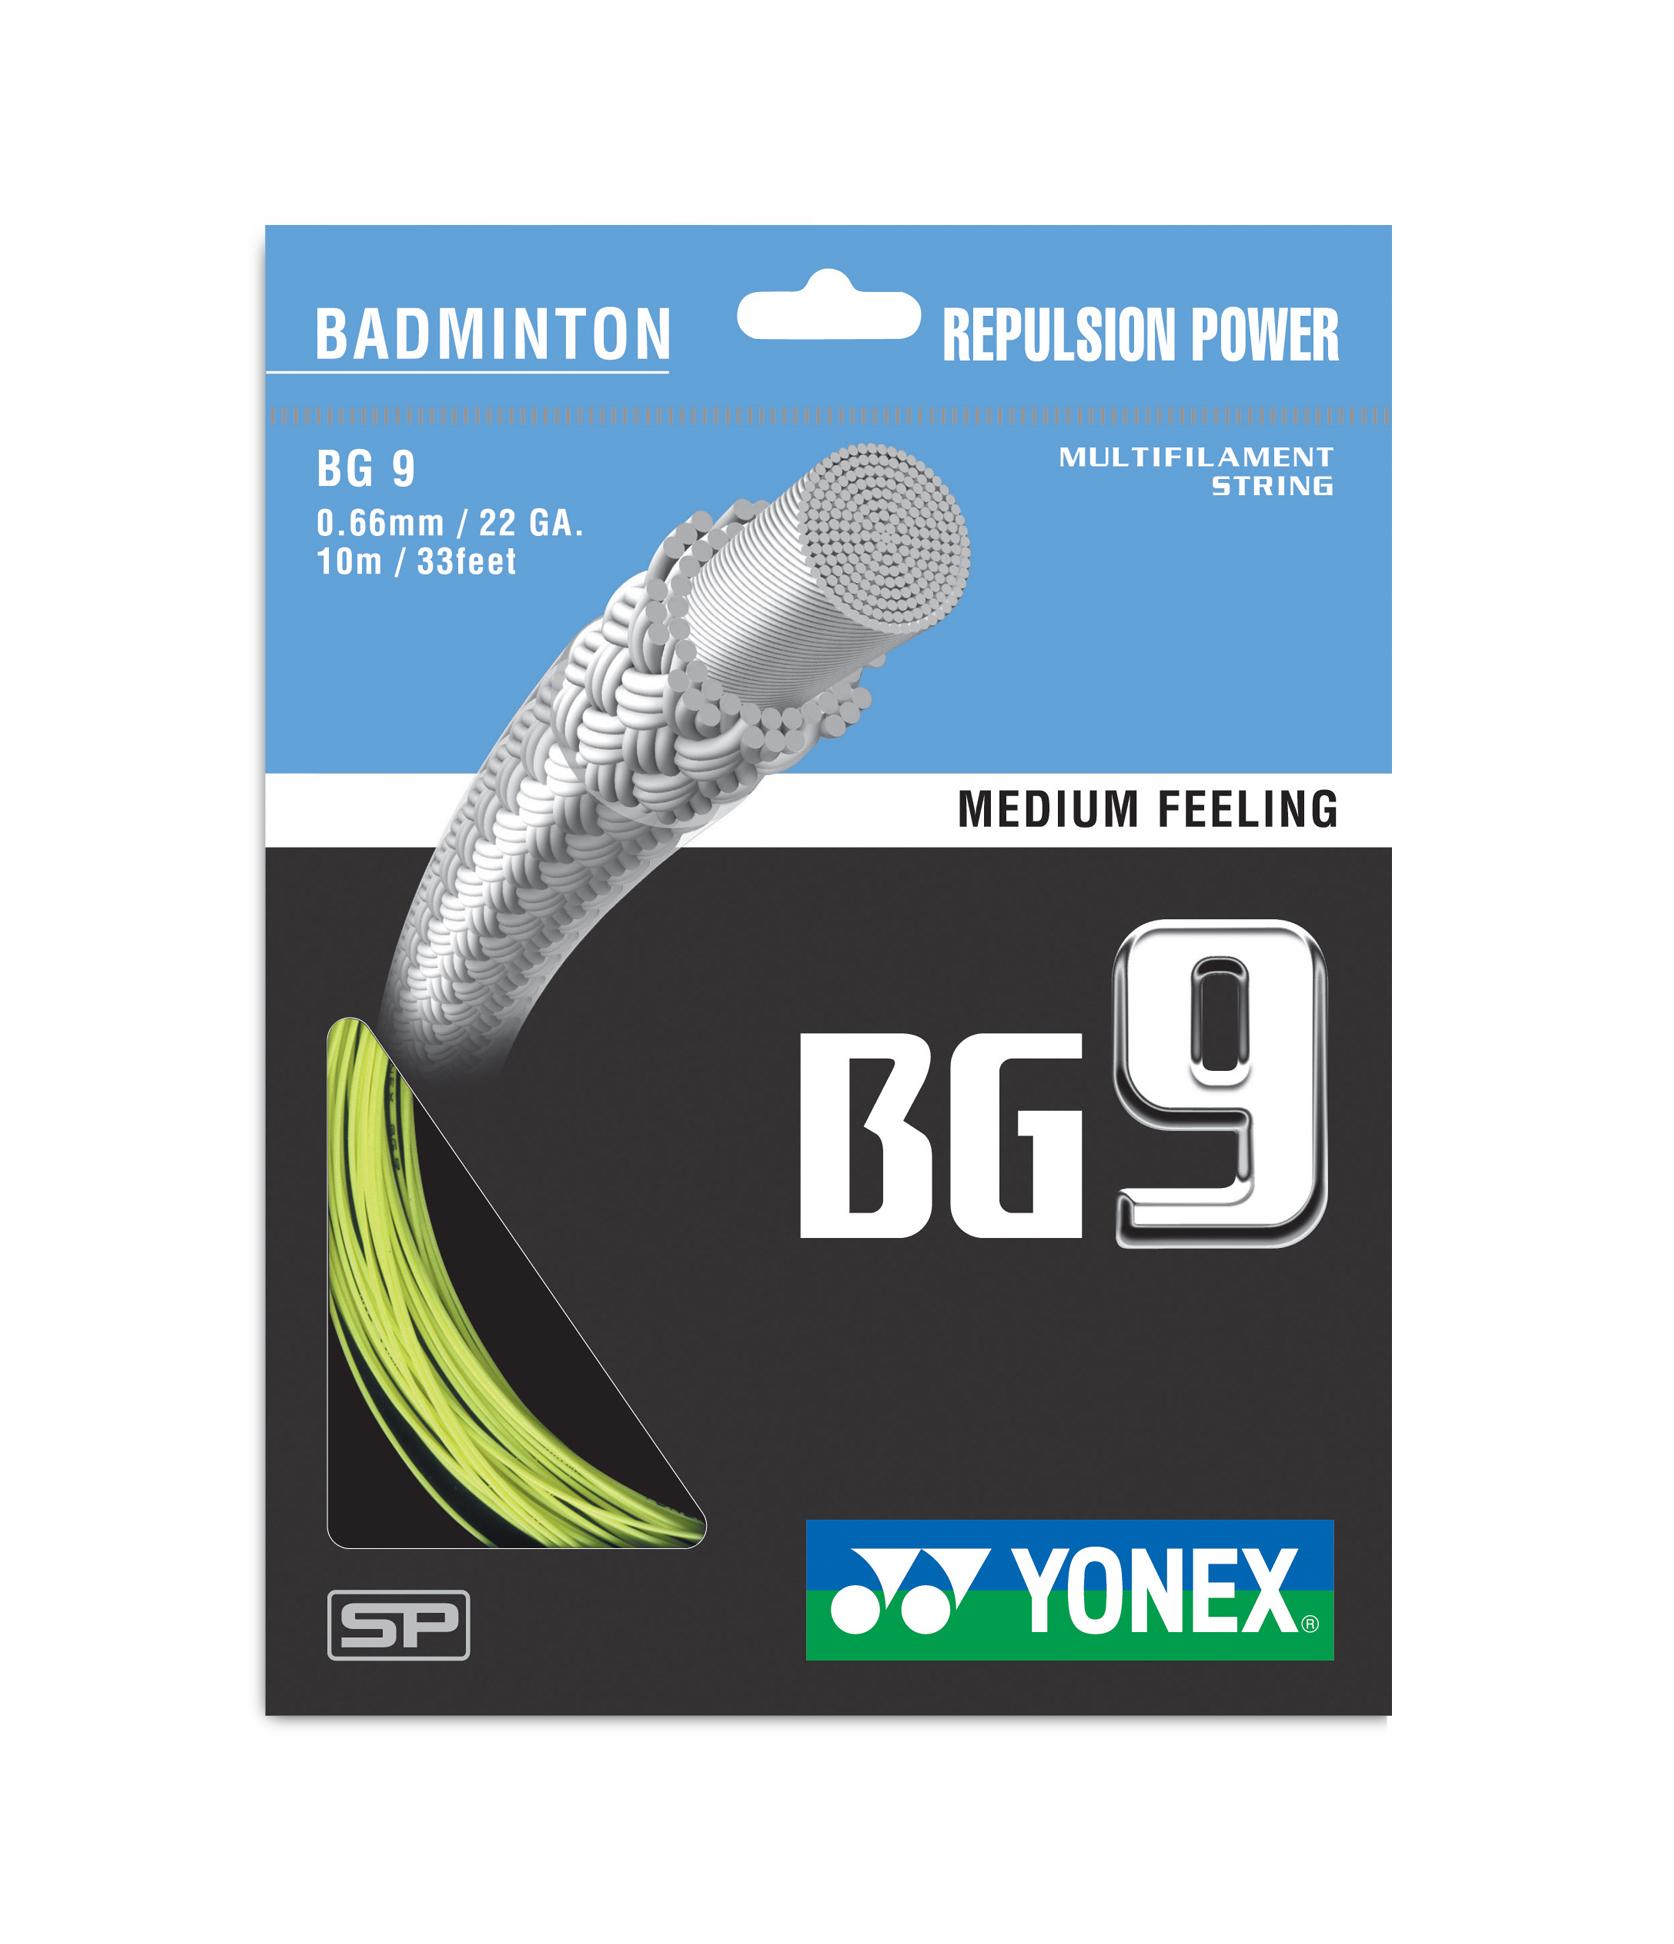 BADMINTON
REPULSION POWER
BG 9
0.66mm / 22 GA.
10m / 33feet
MULTIFILAMENT
STRING
MEDIUM FEELING
BG9
SP
YONEX®